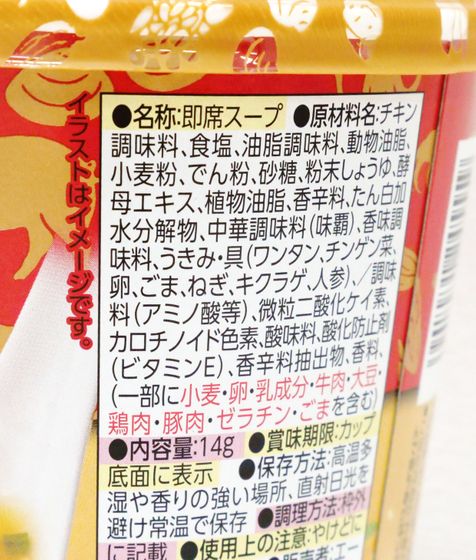 イラストはイメージです。
●名称:即席スープ ●原材料名:チキン
調味料、食塩、油脂調味料、動物油脂、
小麦粉、でん粉、砂糖、粉末しょうゆ、酵
母エキス、植物油脂、香辛料、たん白加
水分解物、中華調味料(味覇)、香味調
味料、うきみ・具(ワンタン、チンゲン菜、
卵、ごま、ねぎ、キクラゲ、人参)、/調味
料(アミノ酸等)、微粒二酸化ケイ素、
カロチノイド色素、酸味料、酸化防止剤
(ビタミンE)、香辛料抽出物、香料、
(一部に小麦・卵・乳成分・牛肉・大豆・
鶏肉・豚肉・ゼラチン・ごまを含む)
●内容量:14g ●賞味期限:カップ
底面に表示 ●保存方法:高温多
湿や香りの強い場所、直射日光を
避け常温で保存 ●調理方法:枠外
に記載 ●使用上の注意:やけどに